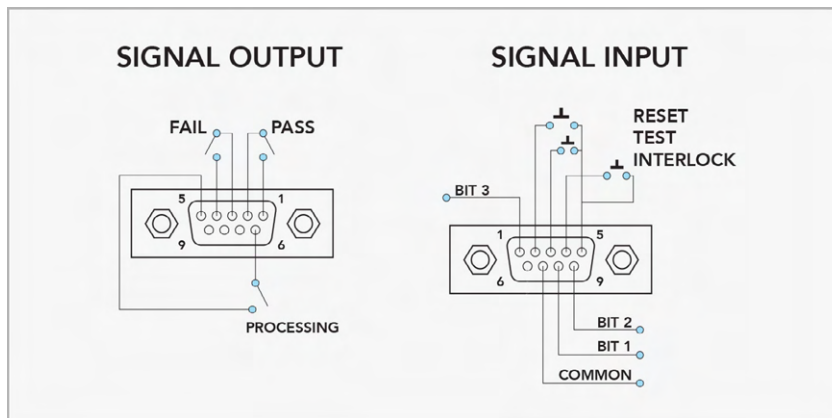 SIGNAL OUTPUT
FAIL
PASS
5
1
9
6
PROCESSING
SIGNAL INPUT
RESET
TEST
INTERLOCK
BIT 3
1
5
6
9
BIT 2
BIT 1
COMMON